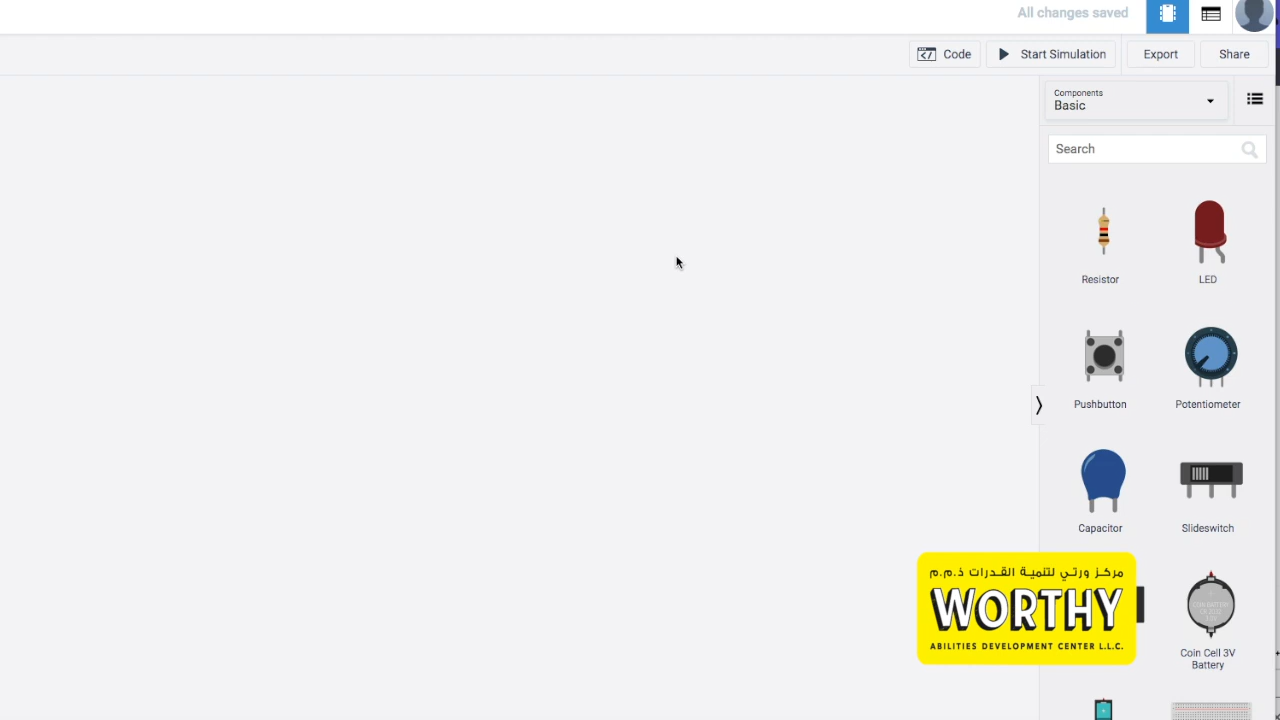 All changes saved
Code
Start Simulation
Export
Share
Components
Basic
Search
Resistor
LED
Pushbutton
Potentiometer
Capacitor
Slideswitch
مركز ورثي لتنمية القدرات ذ.م.م
WORTHY
ABILITIES DEVELOPMENT CENTER L.L.C.
Coin Cell 3V
Battery